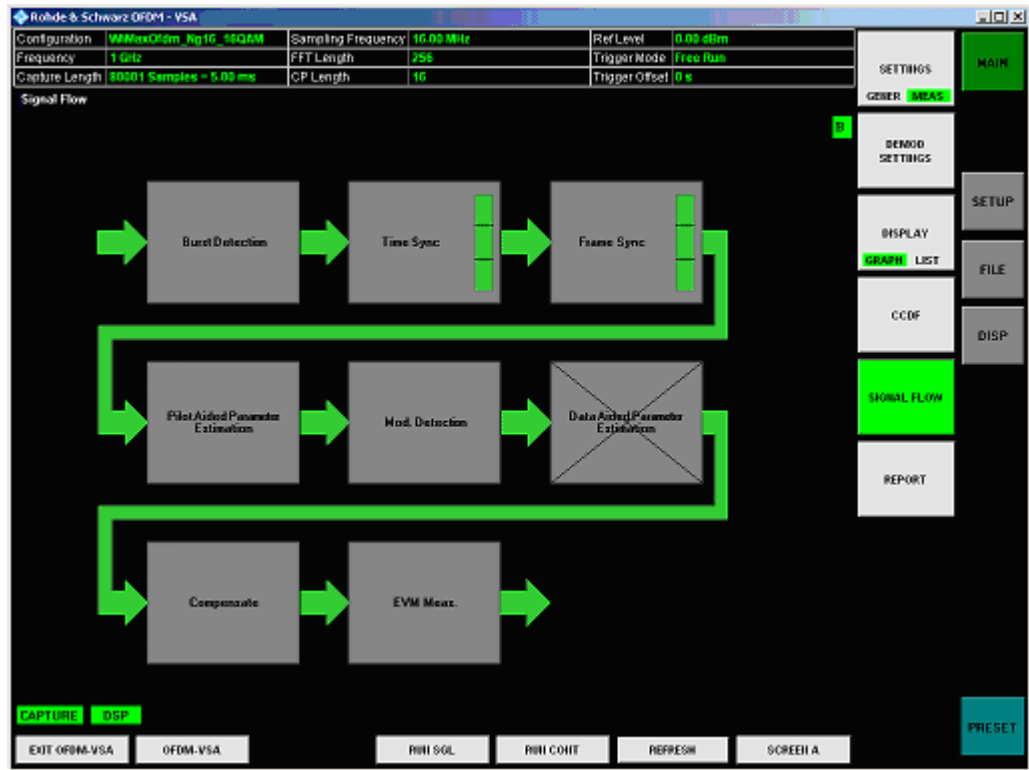 Rohde & Schwarz OFDM - VSA
Configuration WiMaxOfdm_Ng16_16QAM Sampling Frequency 16.00 MHz Ref Level 0.00 dBm
Frequency 1 GHz FFT Length 256 Trigger Mode Free Run
Capture Length 80001 Samples = 5.00 ms CP Length 16 Trigger Offset 0 s
Signal Flow
B
Burst Detection
Time Sync
Frame Sync
Pilot Aided Parameter
Estimation
Mod. Detection
Data Aided Parameter
Estimation
Compensate
EVM Meas.
SETTINGS
GENER MEAS
DEMOD
SETTINGS
DISPLAY
GRAPH LIST
CCDF
SIGNAL FLOW
REPORT
MAIN
SETUP
FILE
DISP
PRESET
CAPTURE DSP
EXIT OFDM-VSA OFDM-VSA RUN SGL RUN CONT REFRESH SCREEN A